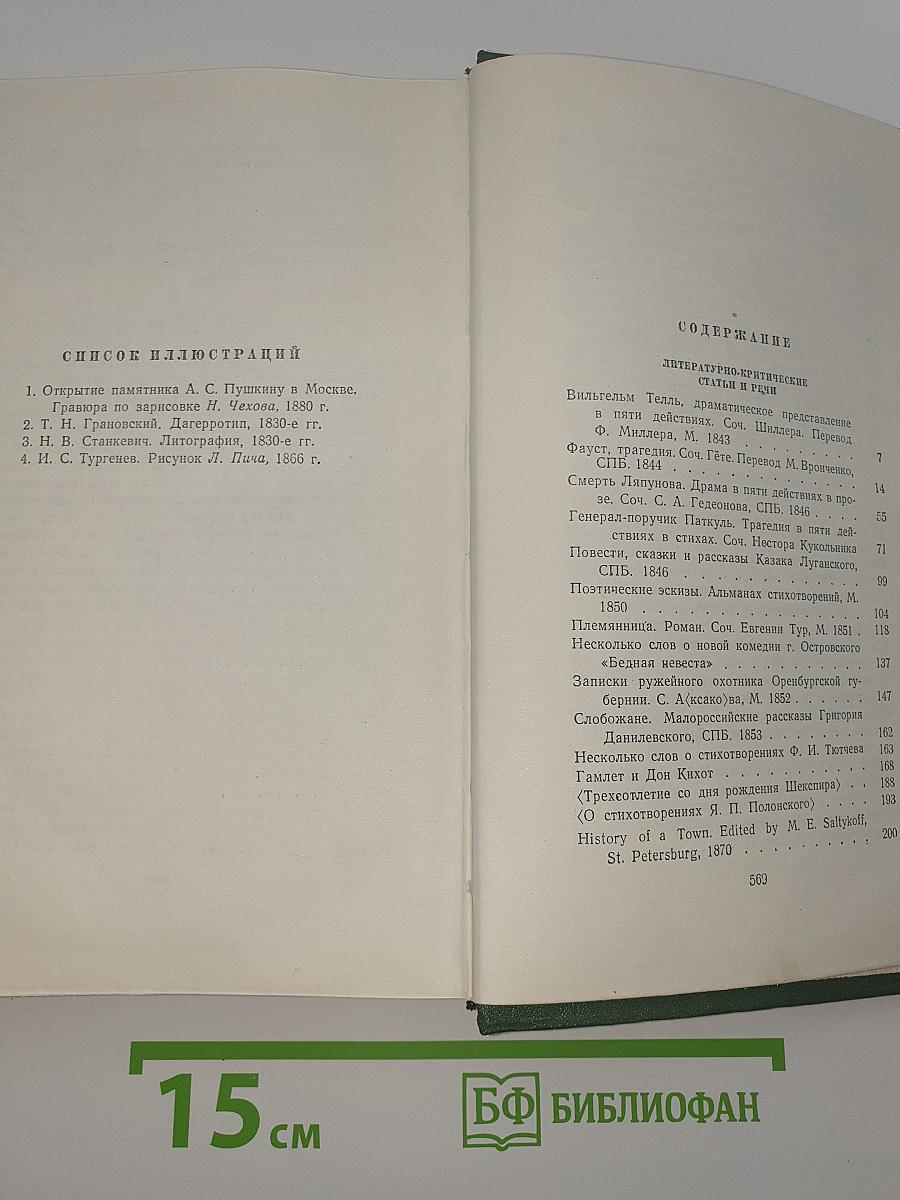 СПИСОК ИЛЛЮСТРАЦИЙ
1. Открытие памятника А. С. Пушкину в Москве.
Гравюра по зарисовке Н. Чехова, 1880 г.
2. Т. Н. Грановский. Дагерротип, 1830-е гг.
3. Н. В. Станкевич. Литография, 1830-е гг.
4. И. С. Тургенев. Рисунок Л. Пича, 1866 г.
СОДЕРЖАНИЕ
ЛИТЕРАТУРНО-КРИТИЧЕСКИЕ
СТАТЬИ И РЕЧИ
Вильгельм Телль, драматическое представление
в пяти действиях. Соч. Шиллера. Перевод
Ф. Миллера, М. 1843 . . . . . . . . 7
Фауст, трагедия. Соч. Гёте. Перевод М. Вронченко,
СПБ. 1844 . . . . . . . . . . . . 14
Смерть Ляпунова. Драма в пяти действиях в про-
зе. Соч. С. А. Гедеонова, СПБ. 1846 . . . . 55
Генерал-поручик Паткуль. Трагедия в пяти дей-
ствиях в стихах. Соч. Нестора Кукольника 71
Повести, сказки и рассказы Казака Луганского,
СПБ. 1846 . . . . . . . . . . . . 99
Поэтические эскизы. Альманах стихотворений, М.
1850 . . . . . . . . . . . . . . 104
Племянница. Роман. Соч. Евгении Тур, М. 1851 . 118
Несколько слов о новой комедии г. Островского
«Бедная невеста» . . . . . . . . . . 137
Записки ружейного охотника Оренбургской гу-
бернии. С. А⟨ксако⟩ва, М. 1852 . . . . . . 147
Слобожане. Малороссийские рассказы Григория
Данилевского, СПБ. 1853 . . . . . . . 162
Несколько слов о стихотворениях Ф. И. Тютчева 163
Гамлет и Дон Кихот . . . . . . . . . . 168
⟨Трехсотлетие со дня рождения Шекспира⟩ . . 188
⟨О стихотворениях Я. П. Полонского⟩ . . . . 193
History of a Town. Edited by M. E. Saltykoff,
St. Petersburg, 1870 . . . . . . . . . 200
569
15 см
БФ БИБЛИОФАН